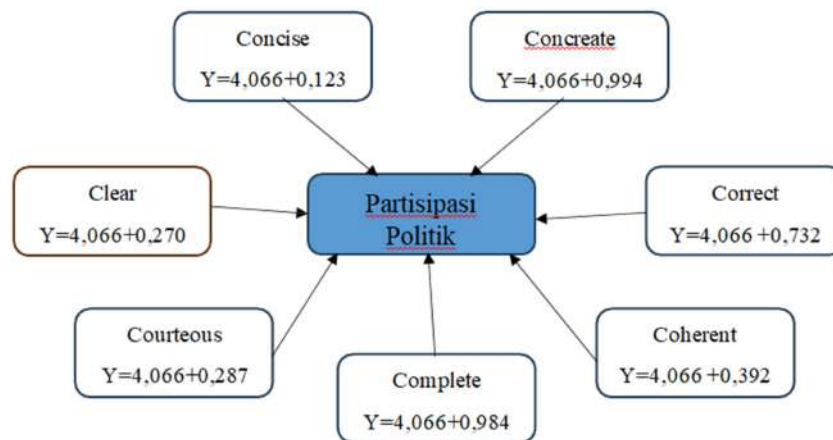 Concise
Y=4,066+0,123
Concreate
Y=4,066+0,994
Clear
Y=4,066+0,270
Partisipasi
Politik
Correct
Y=4,066 +0,732
Courteous
Y=4,066+0,287
Complete
Y=4,066+0,984
Coherent
Y=4,066 +0,392